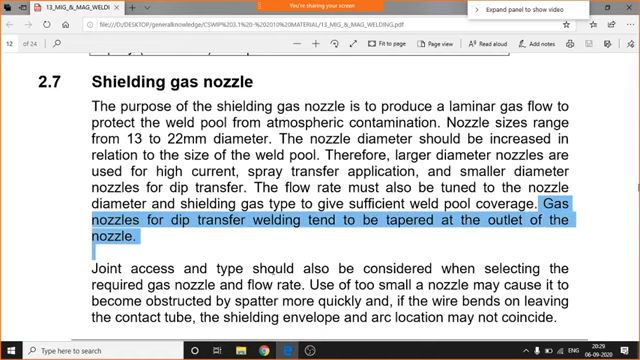 13_MIG_&_MAG_WELDING.pdf
You're sharing your screen
Expand panel to show video
file:///D:/DESKTOP/generalknowledge/CSWIP%203.1%20-%202010%20MATERIAL/13_MIG_&_MAG_WELDING.pdf
12 of 24
Fit to page
Page view
Read aloud
Add notes
2.7 Shielding gas nozzle
The purpose of the shielding gas nozzle is to produce a laminar gas flow to
protect the weld pool from atmospheric contamination. Nozzle sizes range
from 13 to 22mm diameter. The nozzle diameter should be increased in
relation to the size of the weld pool. Therefore, larger diameter nozzles are
used for high current, spray transfer application, and smaller diameter
nozzles for dip transfer. The flow rate must also be tuned to the nozzle
diameter and shielding gas type to give sufficient weld pool coverage. Gas
nozzles for dip transfer welding tend to be tapered at the outlet of the
nozzle.
Joint access and type should also be considered when selecting the
required gas nozzle and flow rate. Use of too small a nozzle may cause it to
become obstructed by spatter more quickly and, if the wire bends on leaving
the contact tube, the shielding envelope and arc location may not coincide.
ENG
20:29
06-09-2020